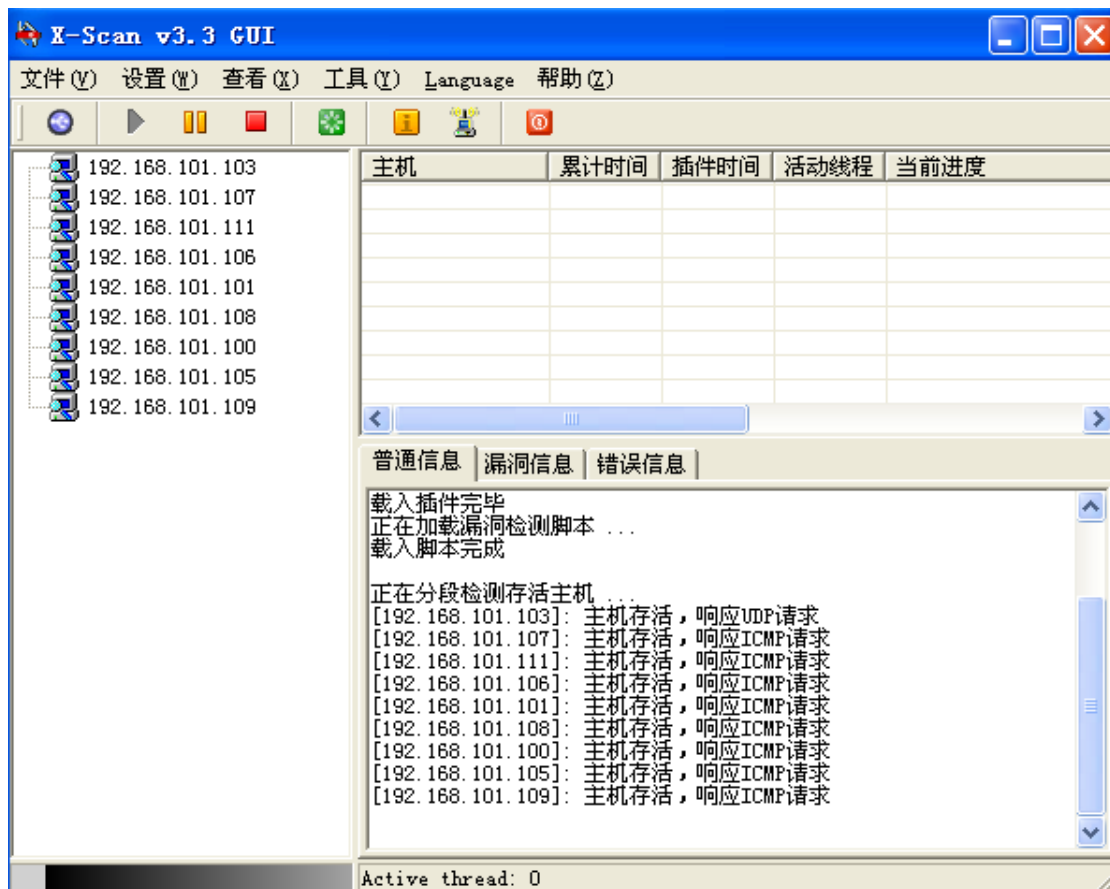 X-Scan v3.3 GUI
文件(V) 设置(W) 查看(X) 工具(Y) Language 帮助(Z)
192.168.101.103
192.168.101.107
192.168.101.111
192.168.101.106
192.168.101.101
192.168.101.108
192.168.101.100
192.168.101.105
192.168.101.109
主机 累计时间 插件时间 活动线程 当前进度
普通信息 漏洞信息 错误信息
载入插件完毕
正在加载漏洞检测脚本 ...
载入脚本完成
正在分段检测存活主机 ...
[192.168.101.103]: 主机存活，响应UDP请求
[192.168.101.107]: 主机存活，响应ICMP请求
[192.168.101.111]: 主机存活，响应ICMP请求
[192.168.101.106]: 主机存活，响应ICMP请求
[192.168.101.101]: 主机存活，响应ICMP请求
[192.168.101.108]: 主机存活，响应ICMP请求
[192.168.101.100]: 主机存活，响应ICMP请求
[192.168.101.105]: 主机存活，响应ICMP请求
[192.168.101.109]: 主机存活，响应ICMP请求
Active thread: 0